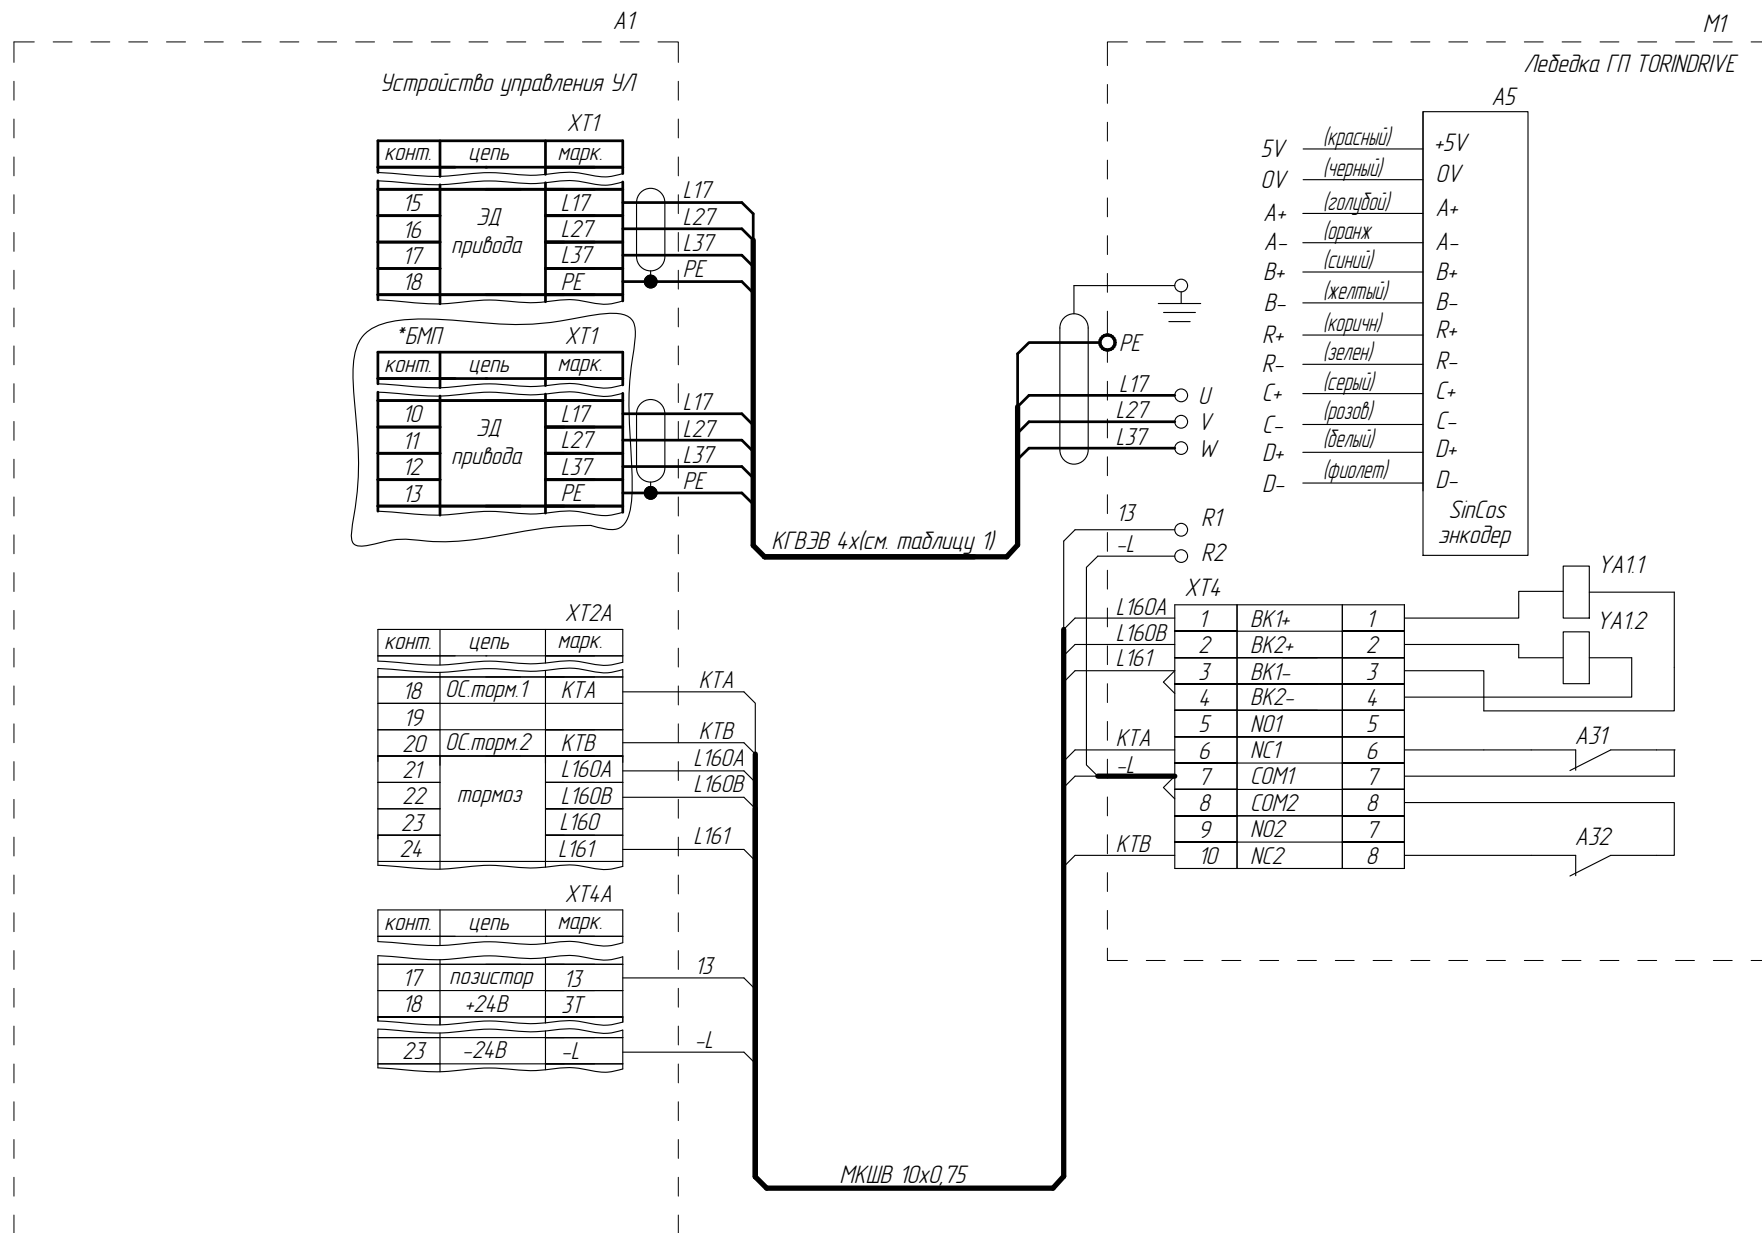 А1
Устройство управления УЛ
XT1
конт. цепь марк.
15 L17
16 L27
17 L37
18 PE
ЭД
привода
L17
L27
L37
PE
*БМП XT1
конт. цепь марк.
10 L17
11 L27
12 L37
13 PE
ЭД
привода
L17
L27
L37
PE
КГВЭВ 4х(см. таблицу 1)
XT2A
конт. цепь марк.
18 ОС.торм.1 KTA
19
20 ОС.торм.2 KTB
21 L160A
22 тормоз L160B
23 L160
24 L161
KTA
KTB
L160A
L160B
L161
XT4A
конт. цепь марк.
17 позистор 13
18 +24В 3T
23 -24В -L
13
-L
МКШВ 10х0,75
М1
Лебедка ГП TORINDRIVE
A5
5V (красный) +5V
0V (черный) 0V
A+ (голубой) A+
A- (оранж A-
B+ (синий) B+
B- (желтый) B-
R+ (коричн) R+
R- (зелен) R-
C+ (серый) C+
C- (розов) C-
D+ (белый) D+
D- (фиолет) D-
SinCos
энкодер
PE
L17 U
L27 V
L37 W
13 R1
-L R2
XT4
L160A 1 BK1+ 1
L160B 2 BK2+ 2
L161 3 BK1- 3
4 BK2- 4
5 NO1 5
KTA 6 NC1 6
-L 7 COM1 7
8 COM2 8
9 NO2 7
KTB 10 NC2 8
YA1.1
YA1.2
A31
A32